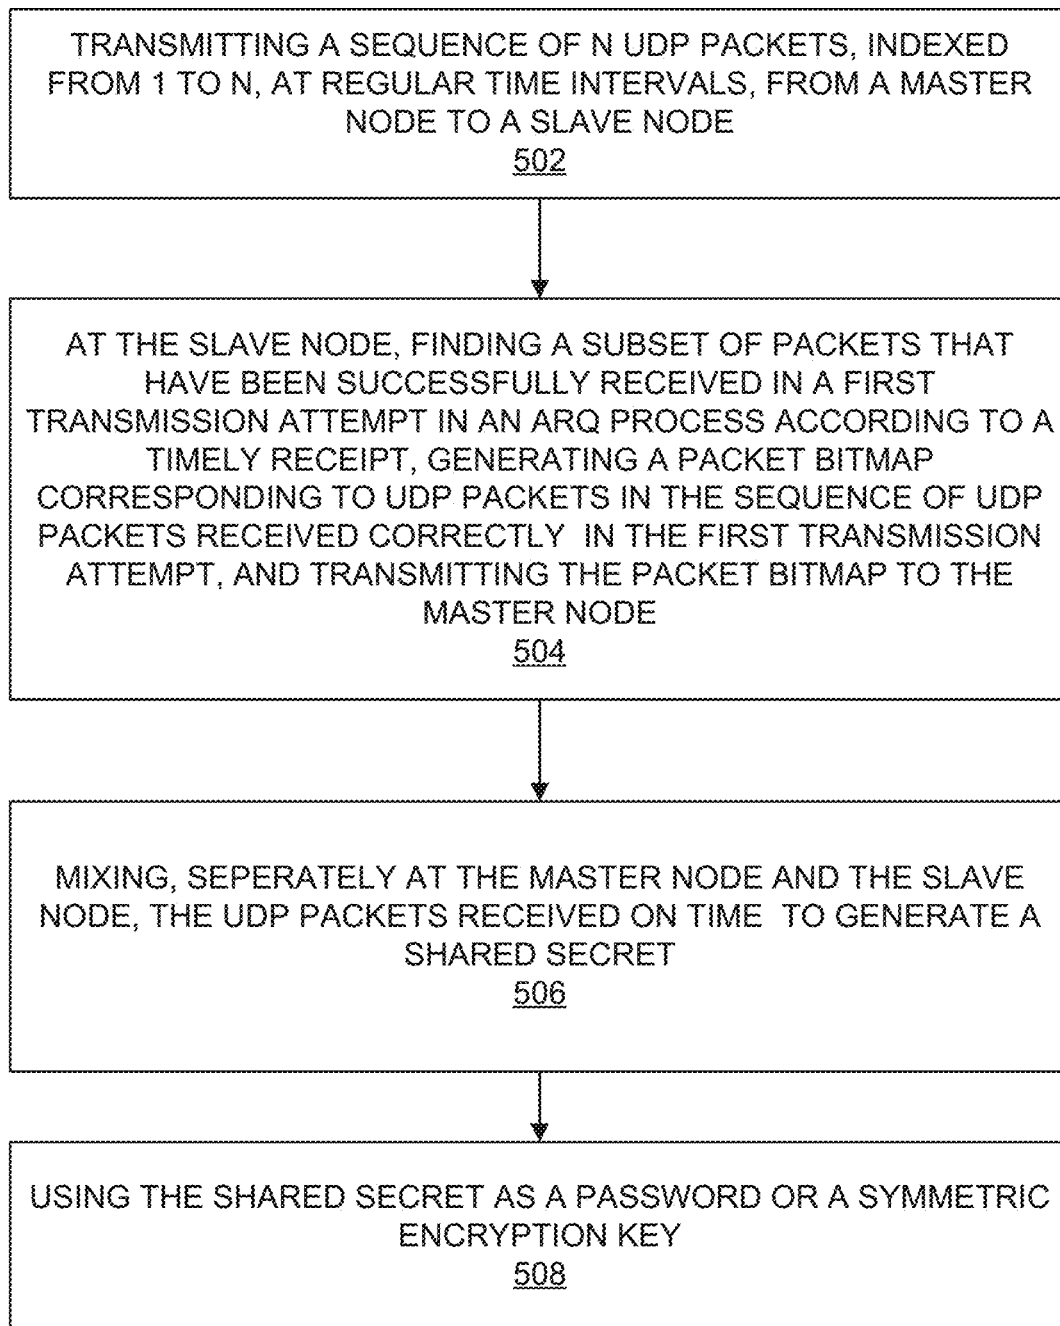 TRANSMITTING A SEQUENCE OF N UDP PACKETS, INDEXED
FROM 1 TO N, AT REGULAR TIME INTERVALS, FROM A MASTER
NODE TO A SLAVE NODE
502
AT THE SLAVE NODE, FINDING A SUBSET OF PACKETS THAT
HAVE BEEN SUCCESSFULLY RECEIVED IN A FIRST
TRANSMISSION ATTEMPT IN AN ARQ PROCESS ACCORDING TO A
TIMELY RECEIPT, GENERATING A PACKET BITMAP
CORRESPONDING TO UDP PACKETS IN THE SEQUENCE OF UDP
PACKETS RECEIVED CORRECTLY IN THE FIRST TRANSMISSION
ATTEMPT, AND TRANSMITTING THE PACKET BITMAP TO THE
MASTER NODE
504
MIXING, SEPERATELY AT THE MASTER NODE AND THE SLAVE
NODE, THE UDP PACKETS RECEIVED ON TIME TO GENERATE A
SHARED SECRET
506
USING THE SHARED SECRET AS A PASSWORD OR A SYMMETRIC
ENCRYPTION KEY
508